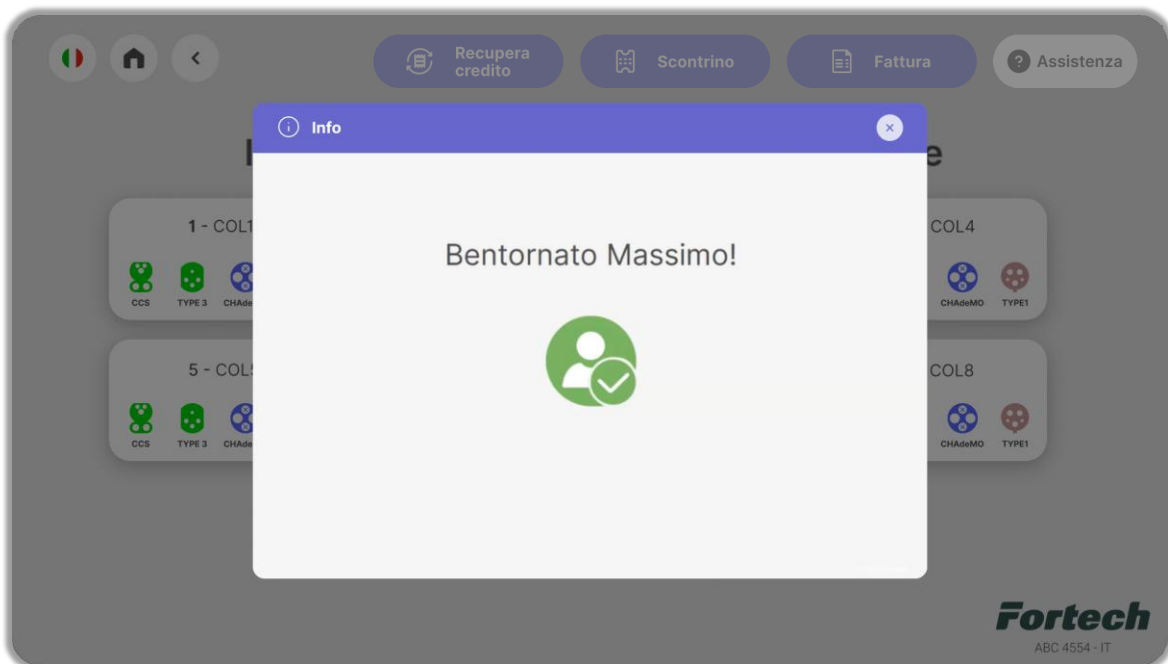 Recupera
credito
Scontrino
Fattura
? Assistenza
Info
1 - COL1
COL4
Bentornato Massimo!
CCS
TYPE 3
CHAdeMO
TYPE1
5 - COL
COL8
CCS
TYPE 3
CHAdeMO
TYPE1
Fortech
ABC 4554 - IT